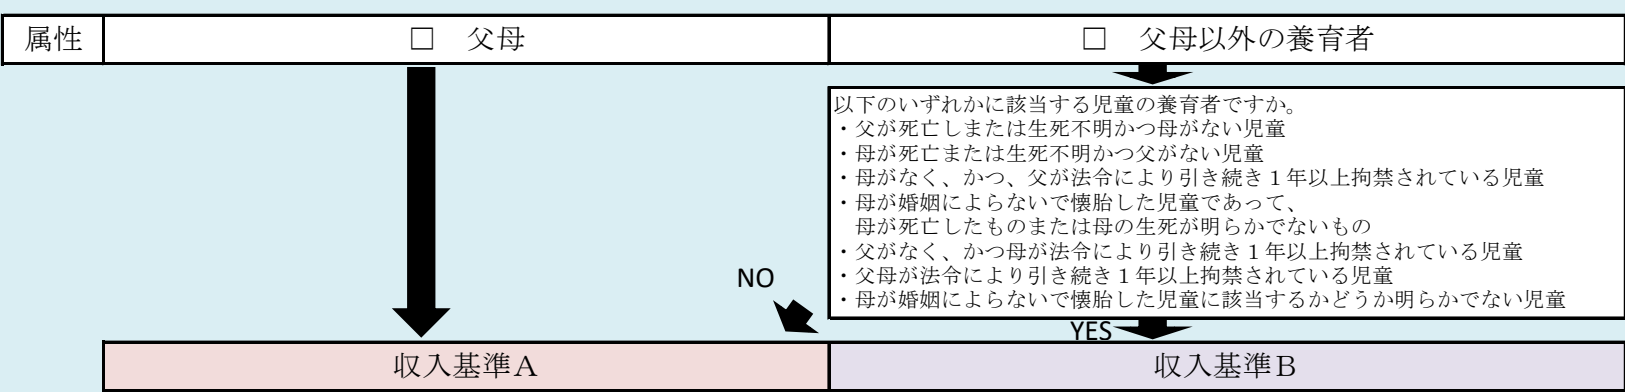 属性
□ 父母
□ 父母以外の養育者
以下のいずれかに該当する児童の養育者ですか。
・父が死亡しまたは生死不明かつ母がない児童
・母が死亡または生死不明かつ父がない児童
・母がなく、かつ、父が法令により引き続き１年以上拘禁されている児童
・母が婚姻によらないで懐胎した児童であって、
母が死亡したものまたは母の生死が明らかでないもの
・父がなく、かつ母が法令により引き続き１年以上拘禁されている児童
・父母が法令により引き続き１年以上拘禁されている児童
・母が婚姻によらないで懐胎した児童に該当するかどうか明らかでない児童
NO
YES
収入基準Ａ
収入基準Ｂ